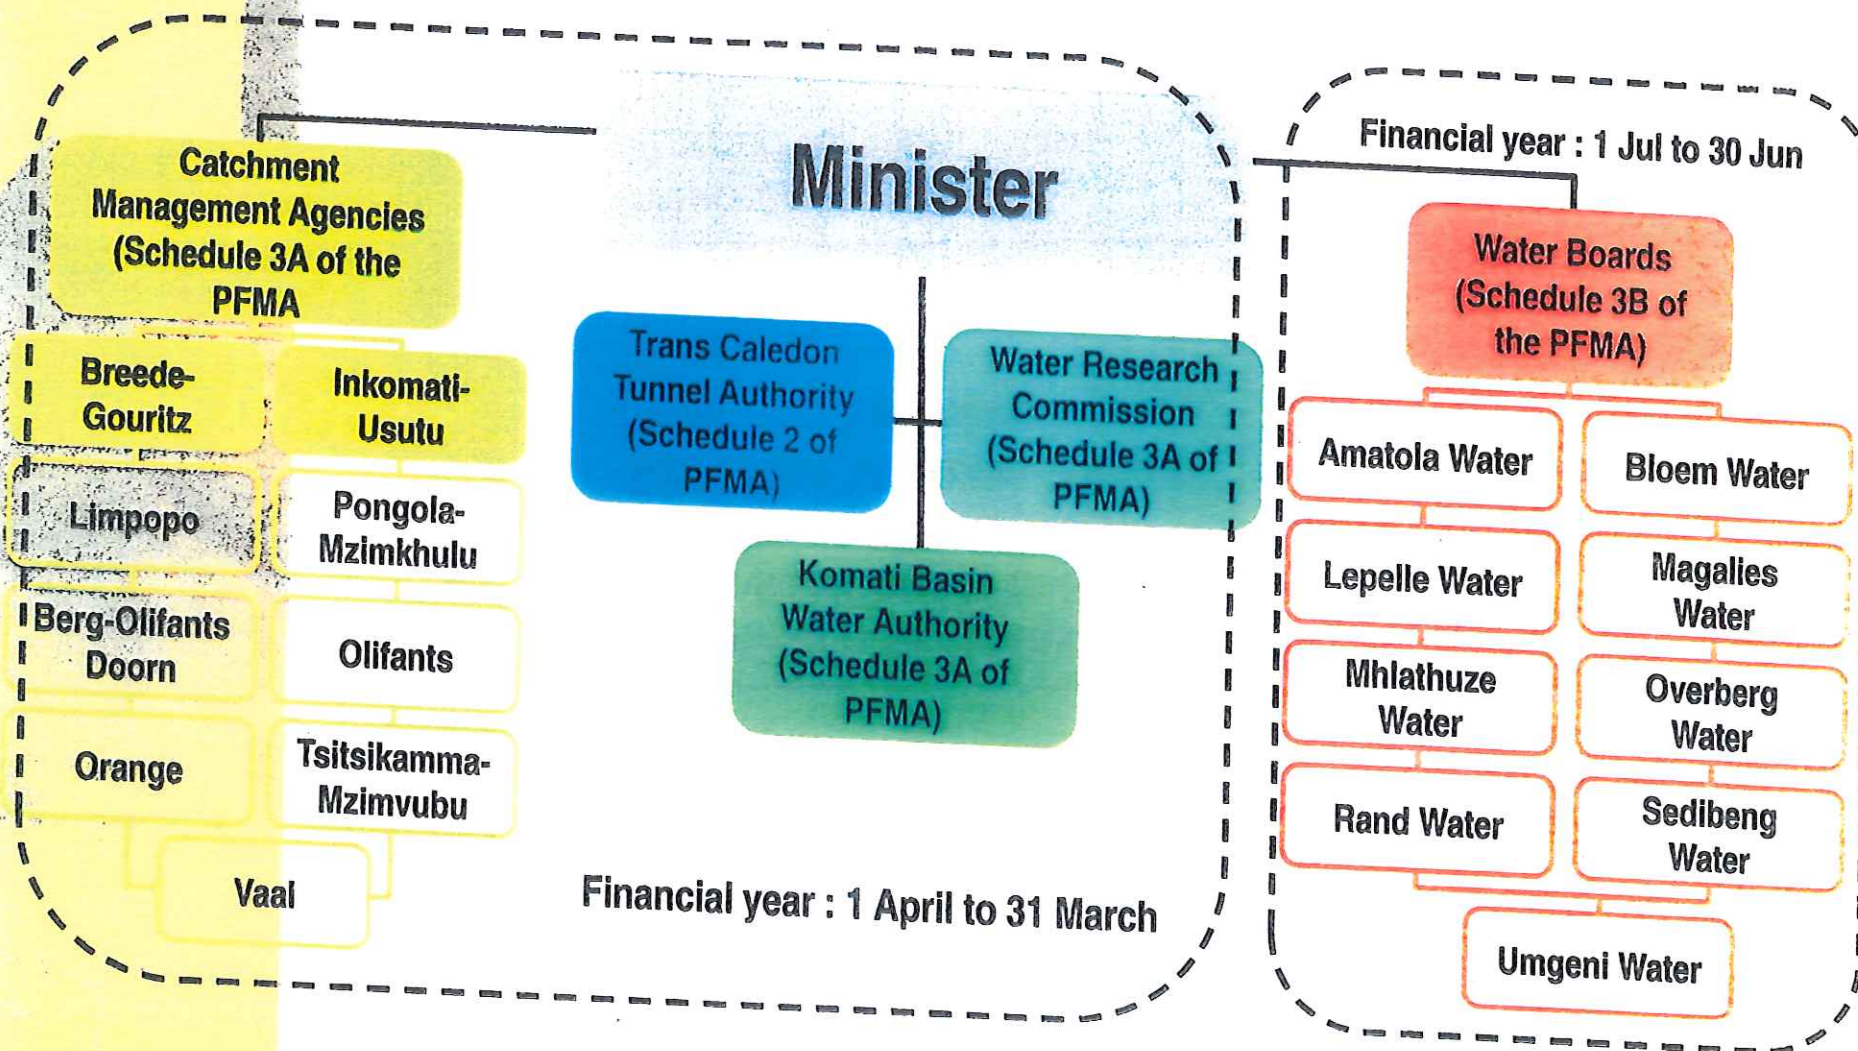 Minister
Catchment
Management Agencies
(Schedule 3A of the
PFMA
Breede-
Gouritz
Inkomati-
Usutu
Limpopo
Pongola-
Mzimkhulu
Berg-Olifants
Doorn
Olifants
Orange
Tsitsikamma-
Mzimvubu
Vaal
Trans Caledon
Tunnel Authority
(Schedule 2 of
PFMA)
Water Research
Commission
(Schedule 3A of
PFMA)
Komati Basin
Water Authority
(Schedule 3A of
PFMA)
Financial year : 1 April to 31 March
Financial year : 1 Jul to 30 Jun
Water Boards
(Schedule 3B of
the PFMA)
Amatola Water
Bloem Water
Lepelle Water
Magalies
Water
Mhlathuze
Water
Overberg
Water
Rand Water
Sedibeng
Water
Umgeni Water